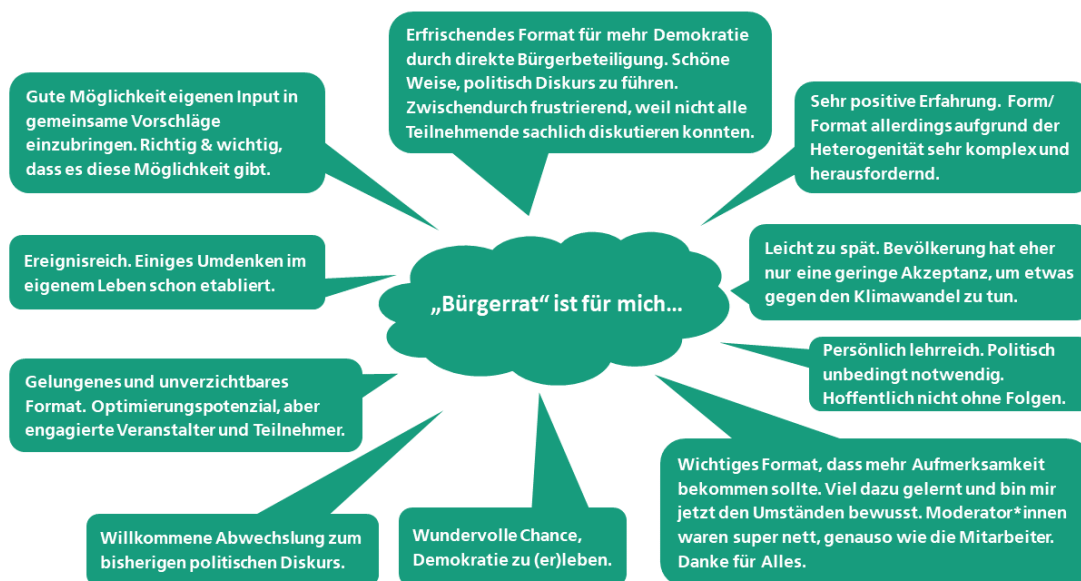 Erfrischendes Format für mehr Demokratie
durch direkte Bürgerbeteiligung. Schöne
Weise, politisch Diskurs zu führen.
Zwischendurch frustrierend, weil nicht alle
Teilnehmende sachlich diskutieren konnten.
Gute Möglichkeit eigenen Input in
gemeinsame Vorschläge
einzubringen. Richtig & wichtig,
dass es diese Möglichkeit gibt.
Sehr positive Erfahrung. Form/
Format allerdings aufgrund der
Heterogenität sehr komplex und
herausfordernd.
Ereignisreich. Einiges Umdenken im
eigenem Leben schon etabliert.
„Bürgerrat“ ist für mich...
Leicht zu spät. Bevölkerung hat eher
nur eine geringe Akzeptanz, um etwas
gegen den Klimawandel zu tun.
Gelungenes und unverzichtbares
Format. Optimierungspotenzial, aber
engagierte Veranstalter und Teilnehmer.
Persönlich lehrreich. Politisch
unbedingt notwendig.
Hoffentlich nicht ohne Folgen.
Willkommene Abwechslung zum
bisherigen politischen Diskurs.
Wundervolle Chance,
Demokratie zu (er)leben.
Wichtiges Format, dass mehr Aufmerksamkeit
bekommen sollte. Viel dazu gelernt und bin mir
jetzt den Umständen bewusst. Moderator*innen
waren super nett, genauso wie die Mitarbeiter.
Danke für Alles.